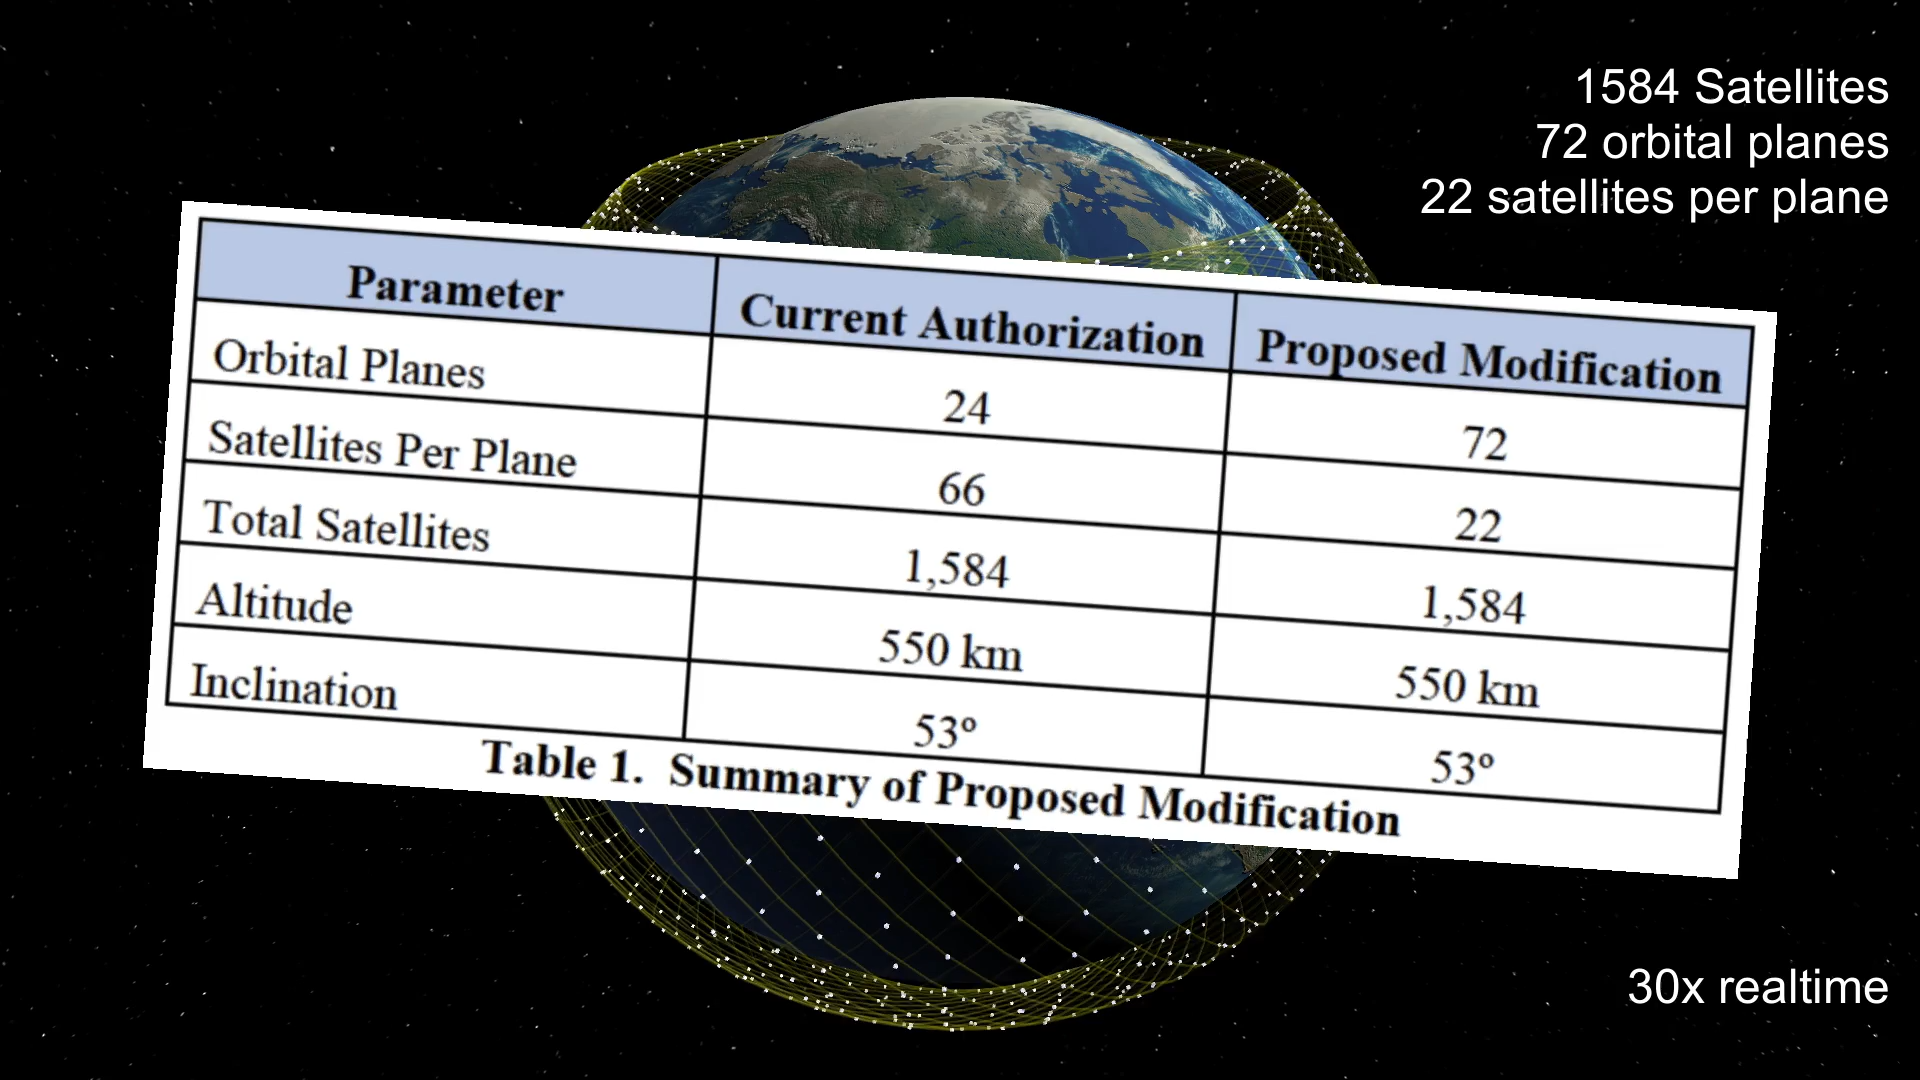 1584 Satellites
72 orbital planes
22 satellites per plane
Parameter Current Authorization Proposed Modification
Orbital Planes 24 72
Satellites Per Plane 66 22
Total Satellites 1,584 1,584
Altitude 550 km 550 km
Inclination 53º 53º
Table 1. Summary of Proposed Modification
30x realtime